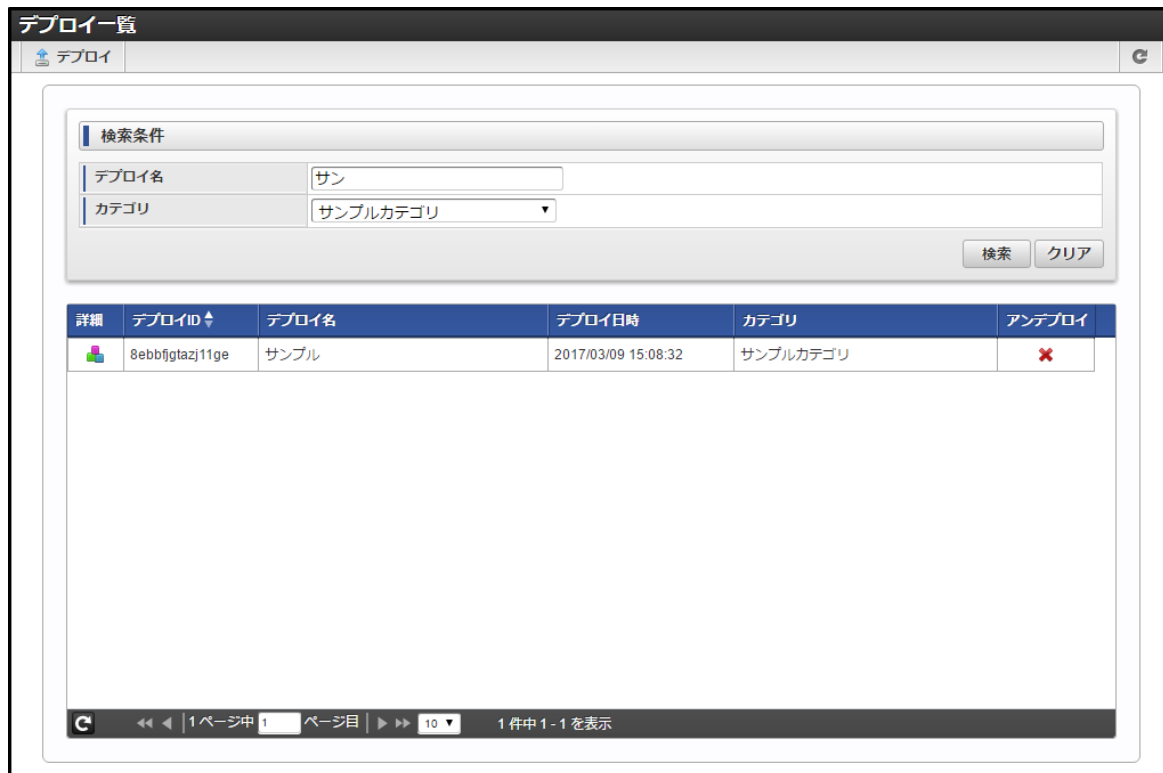 デプロイ一覧
デプロイ
検索条件
デプロイ名 サン
カテゴリ サンプルカテゴリ
検索 クリア
詳細 デプロイID デプロイ名 デプロイ日時 カテゴリ アンデプロイ
8ebbfjgtazj11ge サンプル 2017/03/09 15:08:32 サンプルカテゴリ
1 ページ中 1 ページ目 10 1 件中 1 - 1 を表示